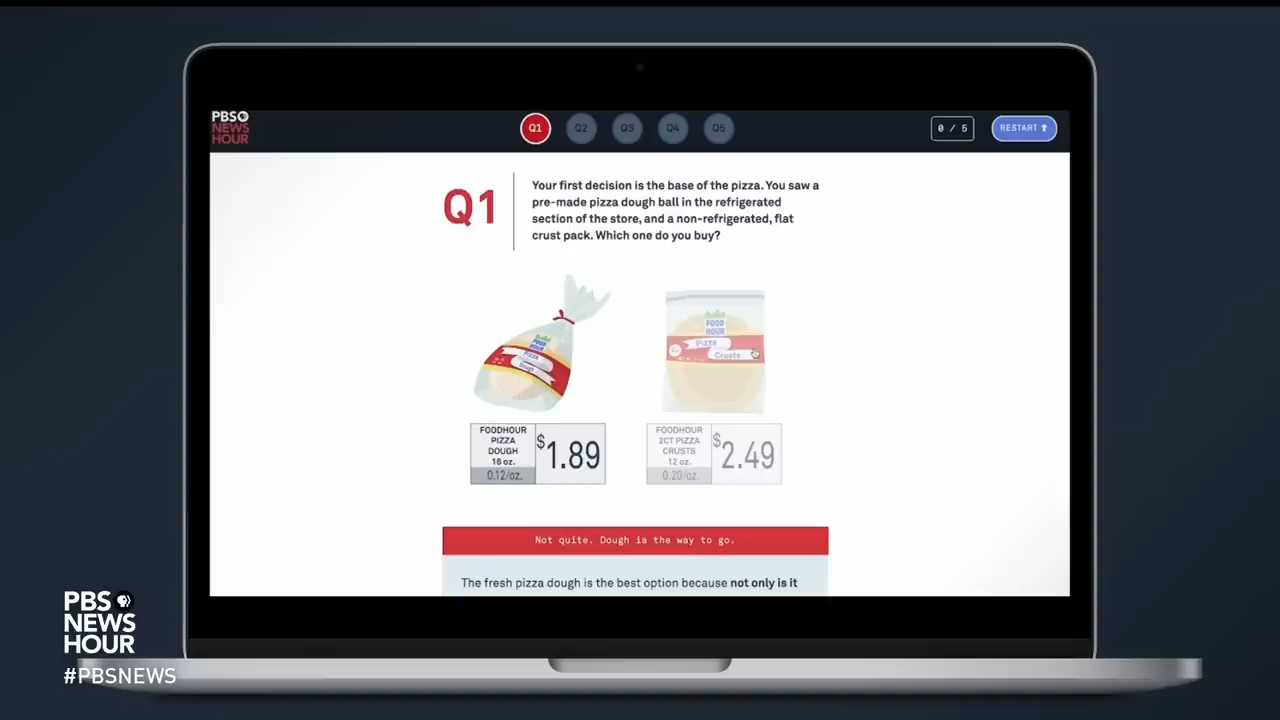 PBS
NEWS
HOUR
Q1
Q2
Q3
Q4
Q5
0 / 5
RESTART
Q1
Your first decision is the base of the pizza. You saw a
pre-made pizza dough ball in the refrigerated
section of the store, and a non-refrigerated, flat
crust pack. Which one do you buy?
FOOD
HOUR
Pizza
Dough
FOOD
HOUR
Pizza
Crusts
FOODHOUR
PIZZA
DOUGH
16 oz.
0.12/oz.
$1.89
FOODHOUR
2CT PIZZA
CRUSTS
12 oz.
0.20/oz.
$2.49
Not quite. Dough is the way to go.
The fresh pizza dough is the best option because not only is it
PBS
NEWS
HOUR
#PBSNEWS